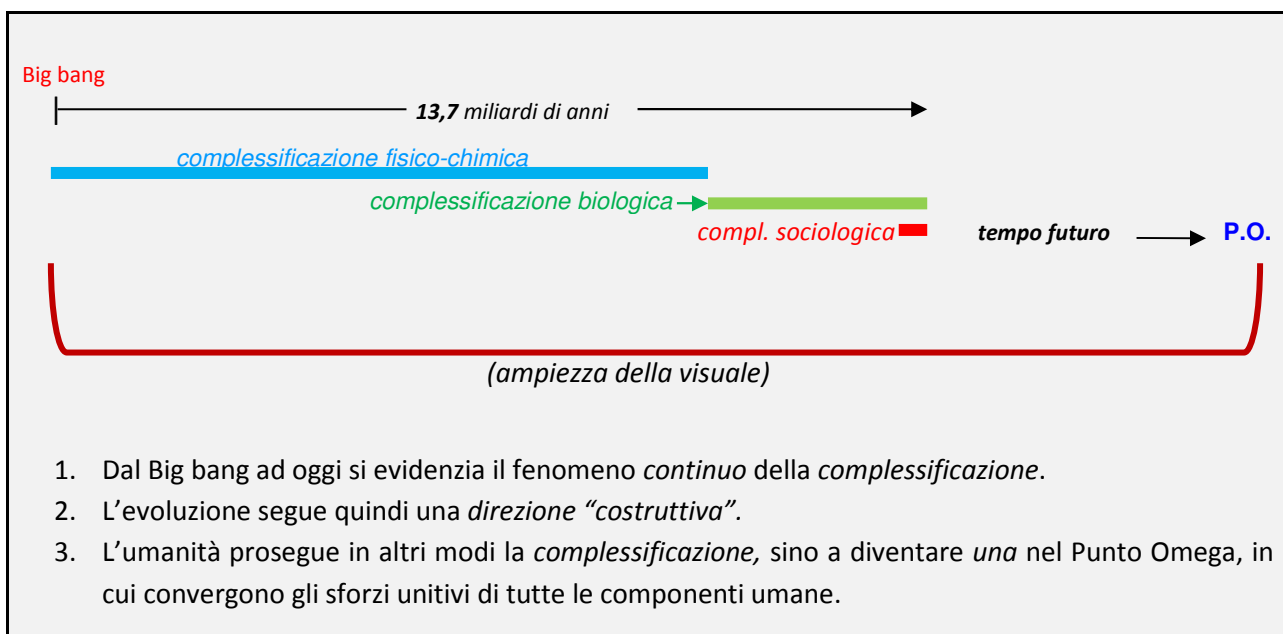 Big bang
13,7 miliardi di anni
complessificazione fisico-chimica
complessificazione biologica
compl. sociologica
tempo futuro
P.O.
(ampiezza della visuale)
1. Dal Big bang ad oggi si evidenzia il fenomeno continuo della complessificazione.
2. L’evoluzione segue quindi una direzione “costruttiva”.
3. L’umanità prosegue in altri modi la complessificazione, sino a diventare una nel Punto Omega, in
cui convergono gli sforzi unitivi di tutte le componenti umane.